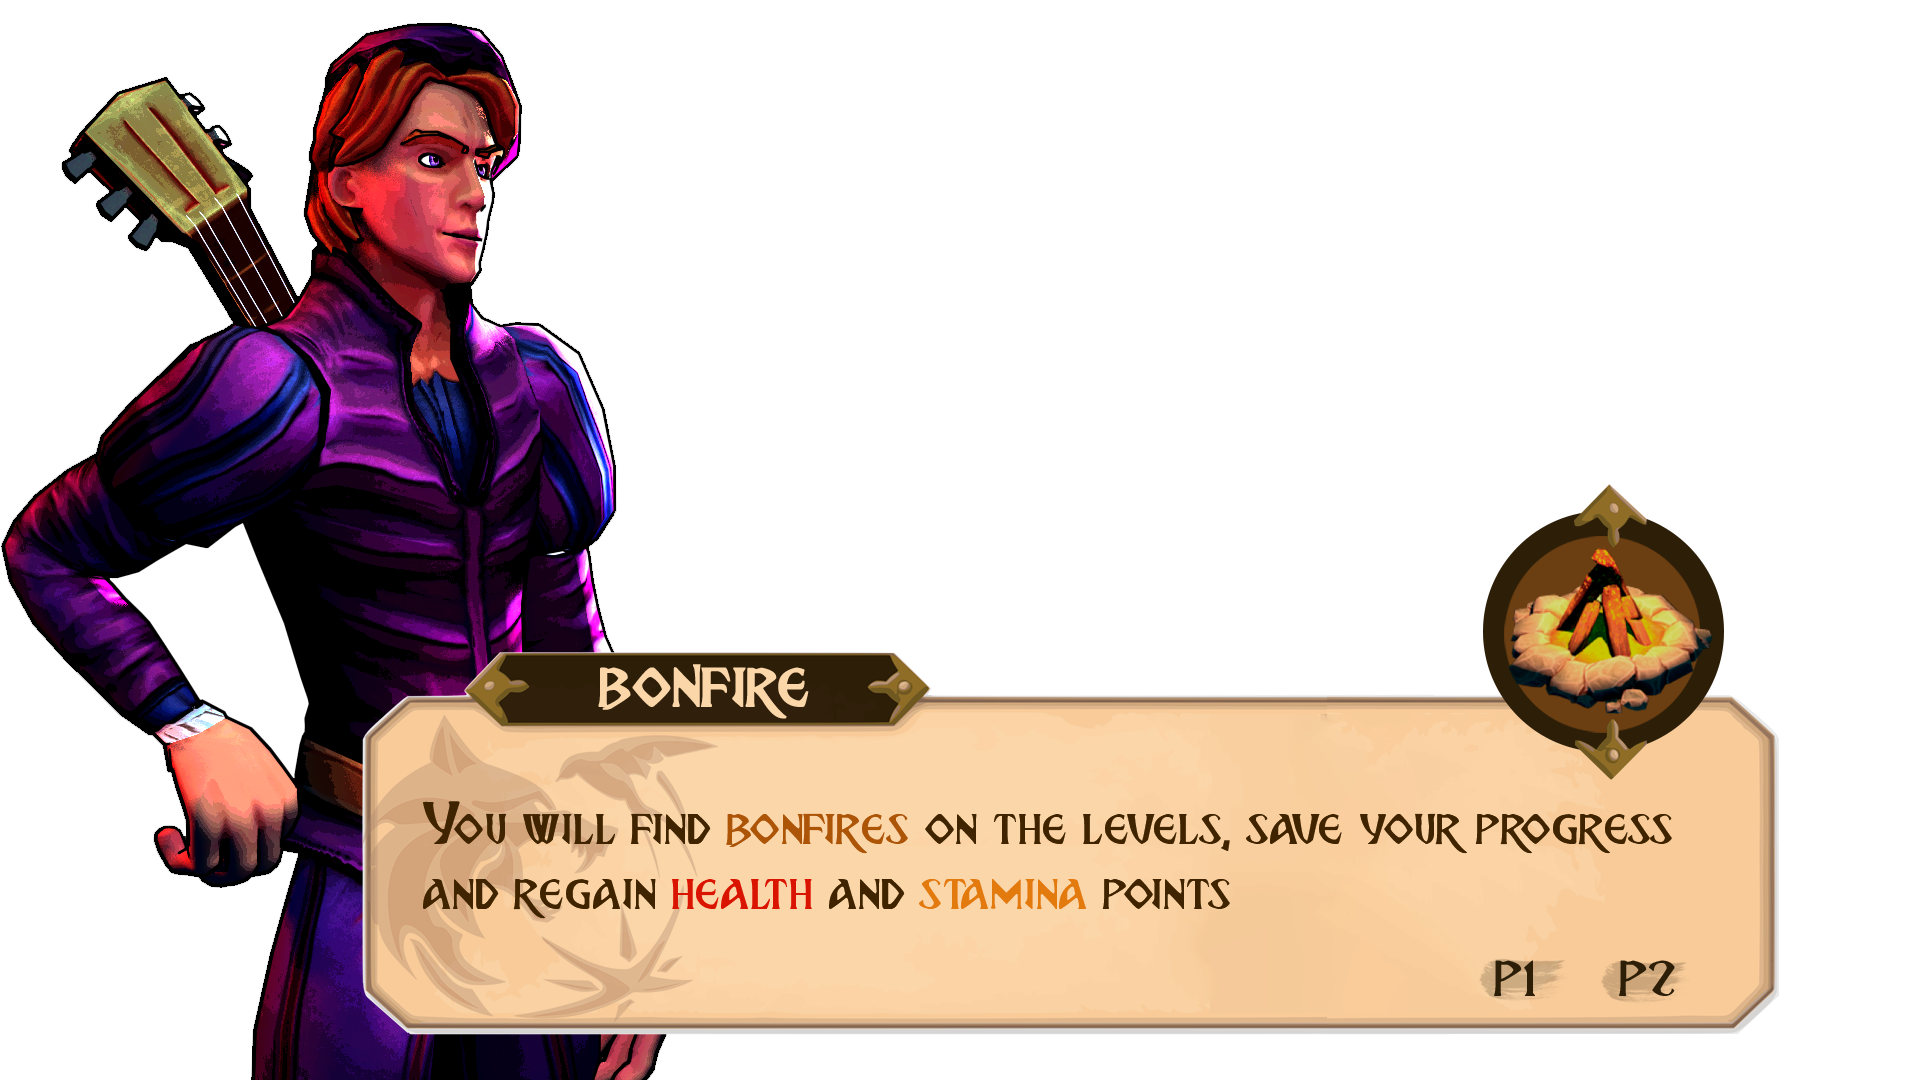 BONFIRE
YOU WILL FIND BONFIRES ON THE LEVELS, SAVE YOUR PROGRESS
AND REGAIN HEALTH AND STAMINA POINTS
P1 P2